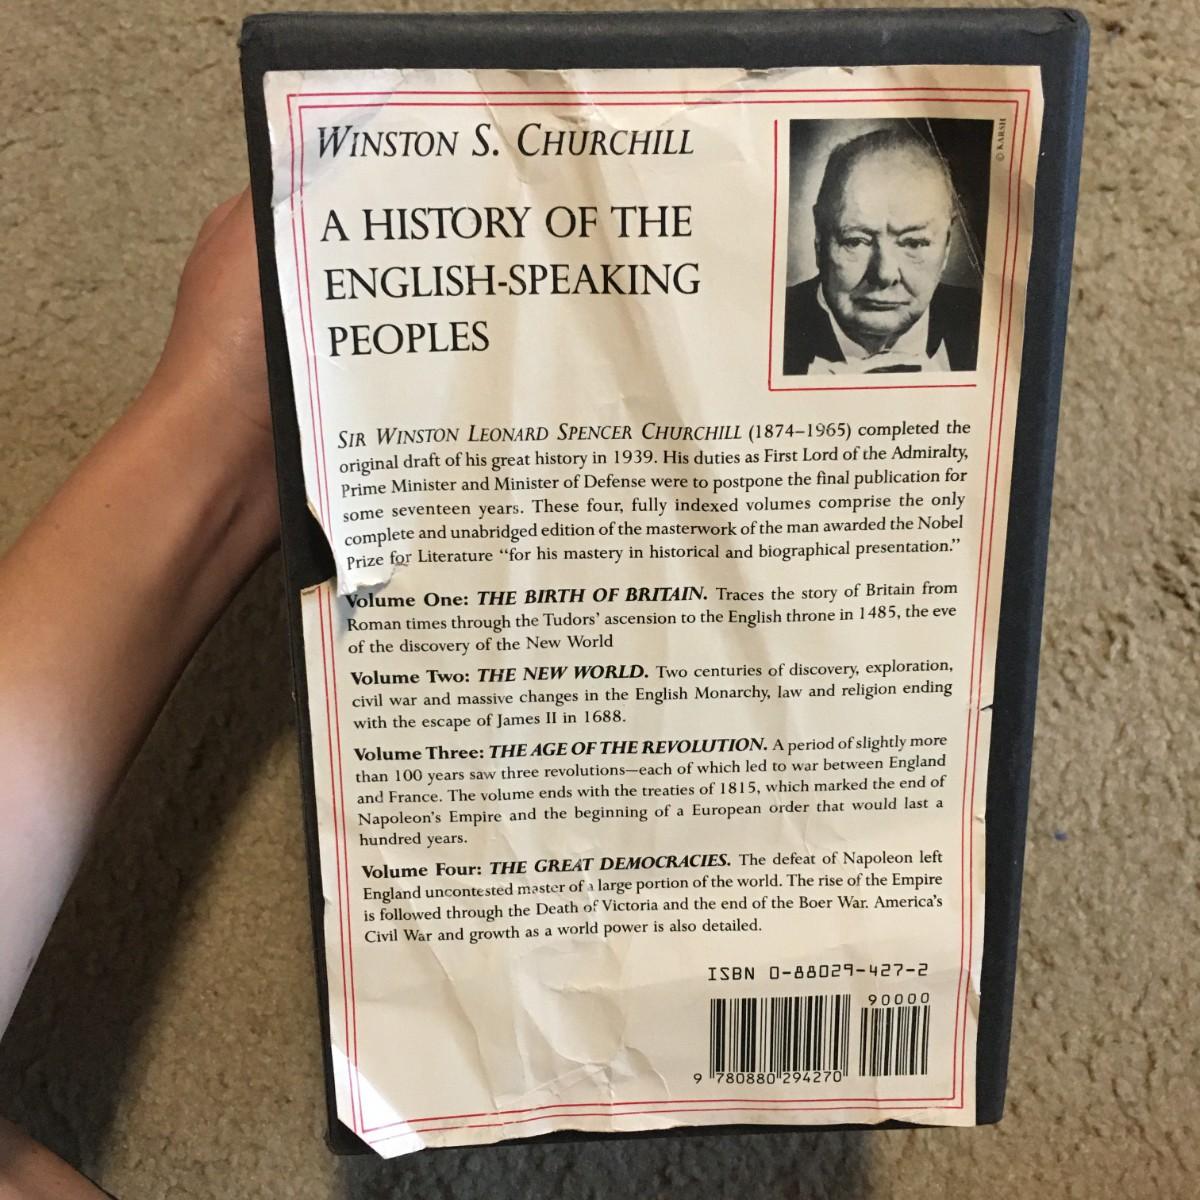 WINSTON S. CHURCHILL
© KARSH
A HISTORY OF THE
ENGLISH-SPEAKING
PEOPLES
SIR WINSTON LEONARD SPENCER CHURCHILL (1874–1965) completed the
original draft of his great history in 1939. His duties as First Lord of the Admiralty,
Prime Minister and Minister of Defense were to postpone the final publication for
some seventeen years. These four, fully indexed volumes comprise the only
complete and unabridged edition of the masterwork of the man awarded the Nobel
Prize for Literature “for his mastery in historical and biographical presentation.”
Volume One: THE BIRTH OF BRITAIN. Traces the story of Britain from
Roman times through the Tudors’ ascension to the English throne in 1485, the eve
of the discovery of the New World
Volume Two: THE NEW WORLD. Two centuries of discovery, exploration,
civil war and massive changes in the English Monarchy, law and religion ending
with the escape of James II in 1688.
Volume Three: THE AGE OF THE REVOLUTION. A period of slightly more
than 100 years saw three revolutions—each of which led to war between England
and France. The volume ends with the treaties of 1815, which marked the end of
Napoleon’s Empire and the beginning of a European order that would last a
hundred years.
Volume Four: THE GREAT DEMOCRACIES. The defeat of Napoleon left
England uncontested master of a large portion of the world. The rise of the Empire
is followed through the Death of Victoria and the end of the Boer War. America’s
Civil War and growth as a world power is also detailed.
ISBN 0-88029-427-2
90000
9 780880 294270